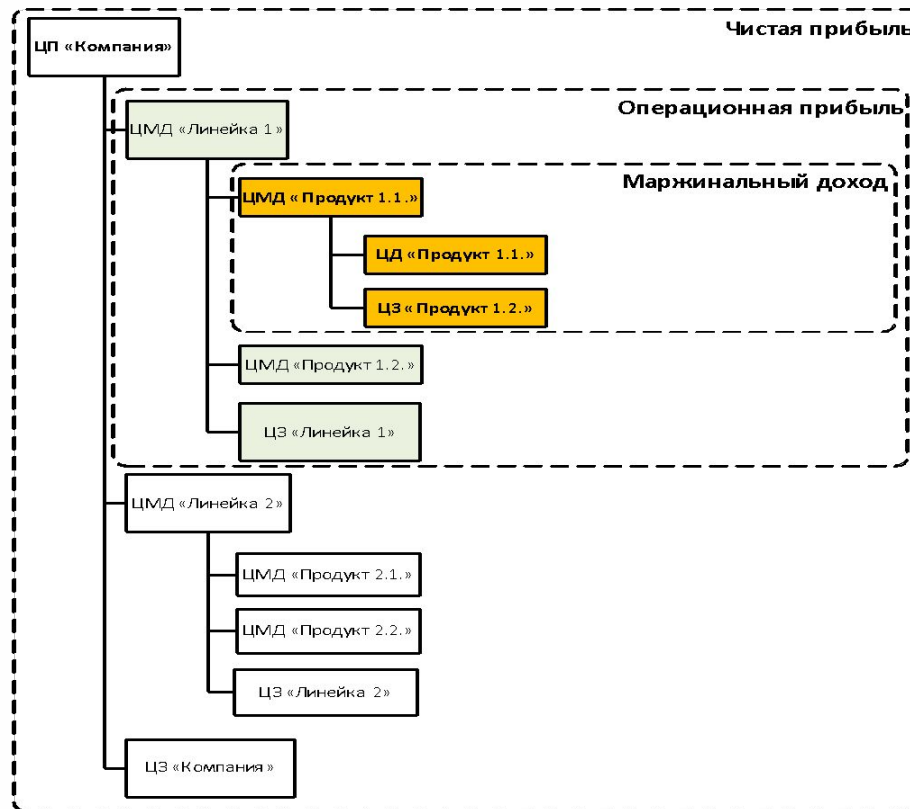 Чистая прибыль
ЦП «Компания»
Операционная прибыль
ЦМД «Линейка 1»
Маржинальный доход
ЦМД « Продукт 1.1.»
ЦД «Продукт 1.1.»
ЦЗ « Продукт 1.2.»
ЦМД «Продукт 1.2.»
ЦЗ «Линейка 1»
ЦМД «Линейка 2»
ЦМД «Продукт 2.1.»
ЦМД «Продукт 2.2.»
ЦЗ «Линейка 2»
ЦЗ «Компания »